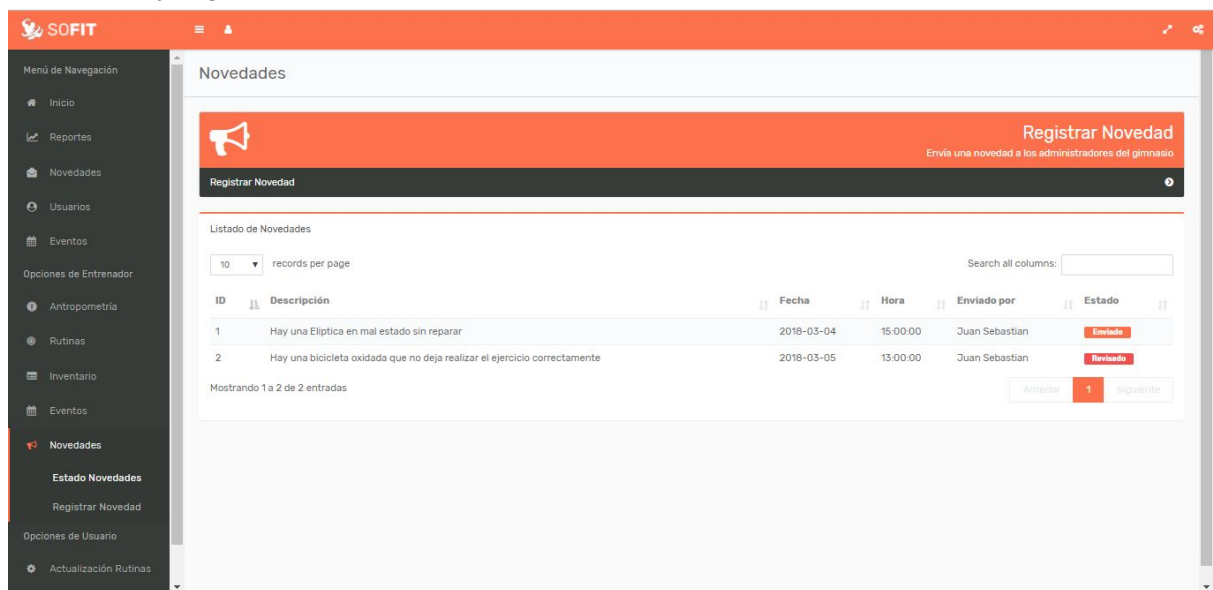 SOFIT
Menú de Navegación
Inicio
Reportes
Novedades
Usuarios
Eventos
Opciones de Entrenador
Antropometría
Rutinas
Inventario
Eventos
Novedades
Estado Novedades
Registrar Novedad
Opciones de Usuario
Actualización Rutinas
Novedades
Registrar Novedad
Envía una novedad a los administradores del gimnasio
Registrar Novedad
Listado de Novedades
10 records per page Search all columns:
ID Descripción Fecha Hora Enviado por Estado
1 Hay una Eliptica en mal estado sin reparar 2018-03-04 15:00:00 Juan Sebastian Enviado
2 Hay una bicicleta oxidada que no deja realizar el ejercicio correctamente 2018-03-05 13:00:00 Juan Sebastian Revisado
Mostrando 1 a 2 de 2 entradas Anterior 1 Siguiente